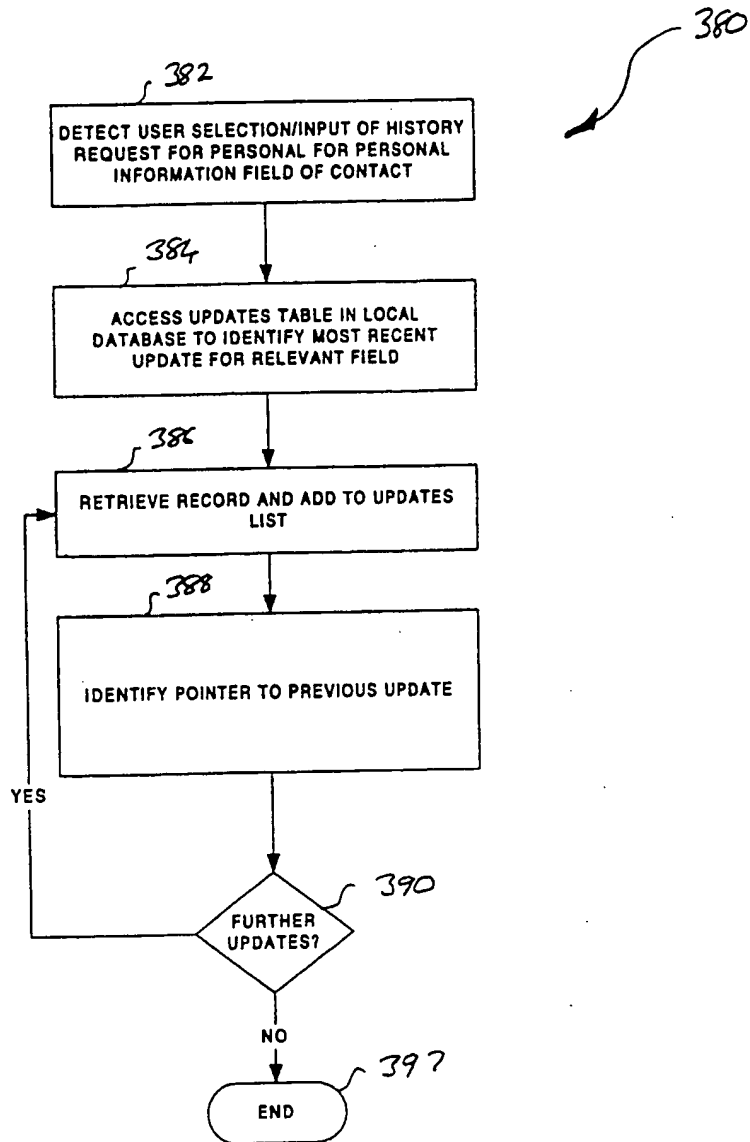 380
382
DETECT USER SELECTION/INPUT OF HISTORY
REQUEST FOR PERSONAL FOR PERSONAL
INFORMATION FIELD OF CONTACT
384
ACCESS UPDATES TABLE IN LOCAL
DATABASE TO IDENTIFY MOST RECENT
UPDATE FOR RELEVANT FIELD
386
RETRIEVE RECORD AND ADD TO UPDATES
LIST
388
IDENTIFY POINTER TO PREVIOUS UPDATE
YES
390
FURTHER
UPDATES?
NO
397
END